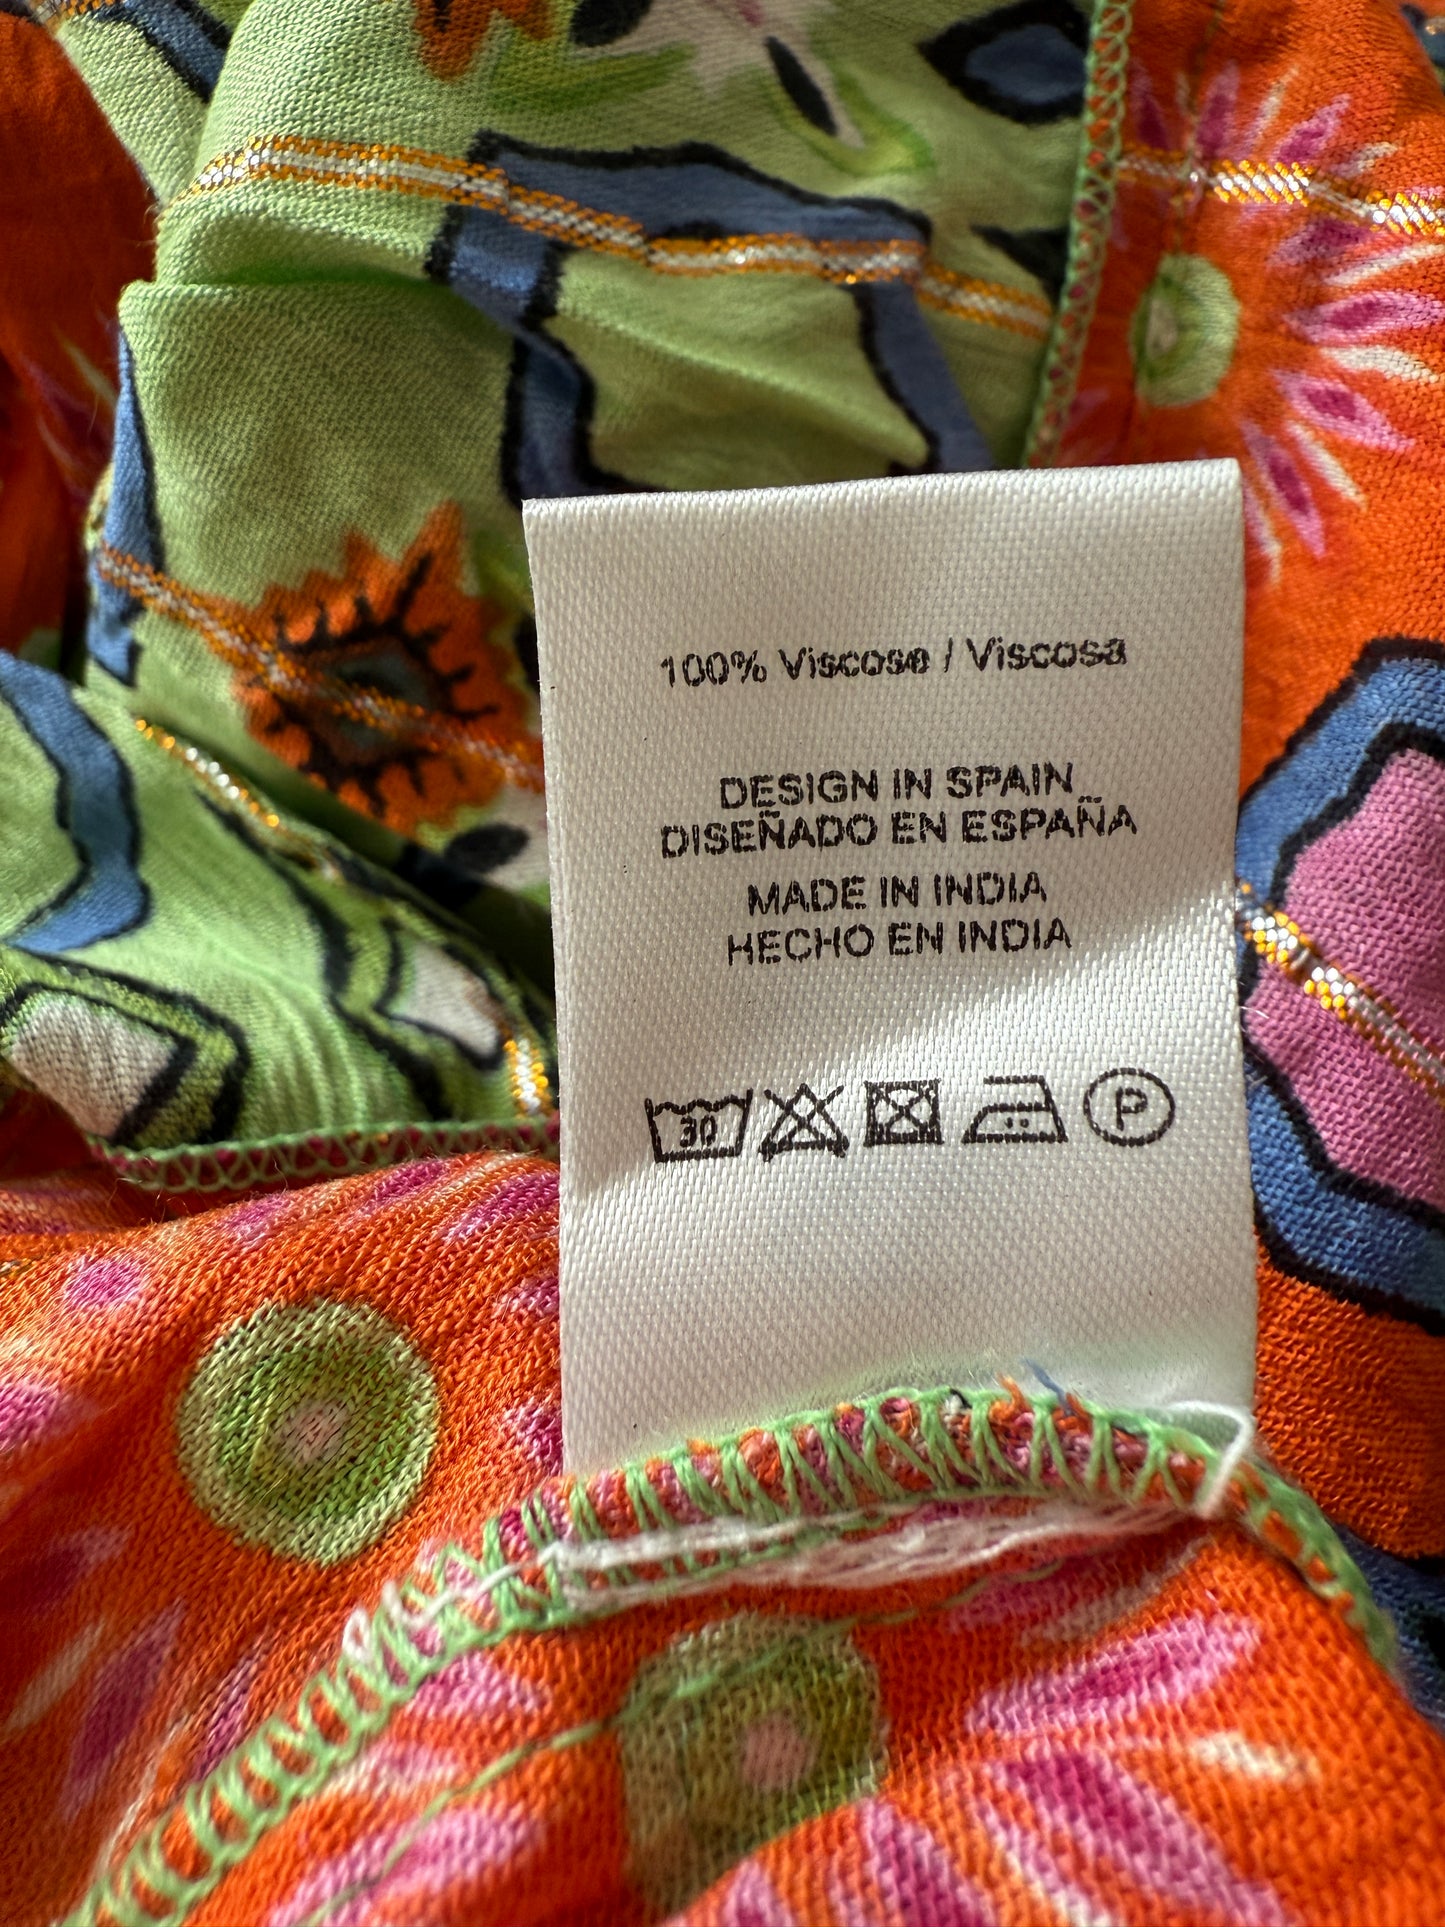 100% Viscose / Viscosa
DESIGN IN SPAIN
DISEÑADO EN ESPAÑA
MADE IN INDIA
HECHO EN INDIA
30 P